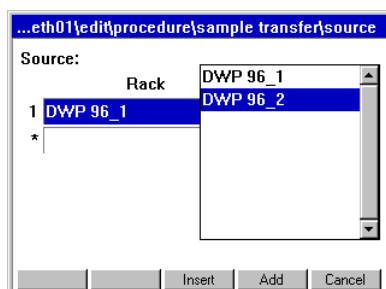 ...eth01\edit\procedure\sample transfer\source
Source:
Rack
1 DWP 96_1
*
DWP 96_1
DWP 96_2
Insert Add Cancel